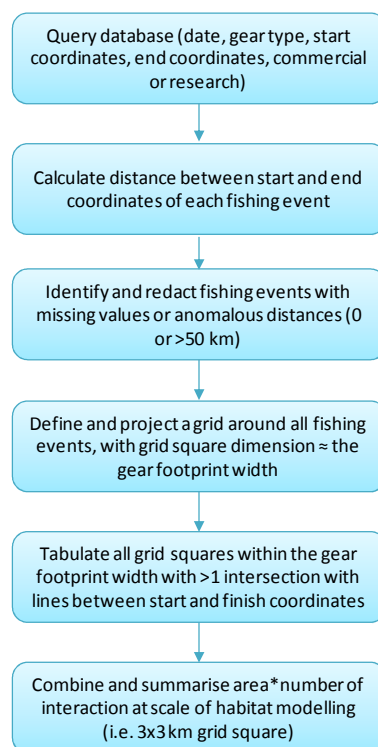 Query database (date, gear type, start
coordinates, end coordinates, commercial
or research)
Calculate distance between start and end
coordinates of each fishing event
Identify and redact fishing events with
missing values or anomalous distances (0
or >50 km)
Define and project a grid around all fishing
events, with grid square dimension ≈ the
gear footprint width
Tabulate all grid squares within the gear
footprint width with >1 intersection with
lines between start and finish coordinates
Combine and summarise area*number of
interaction at scale of habitat modelling
(i.e. 3x3 km grid square)